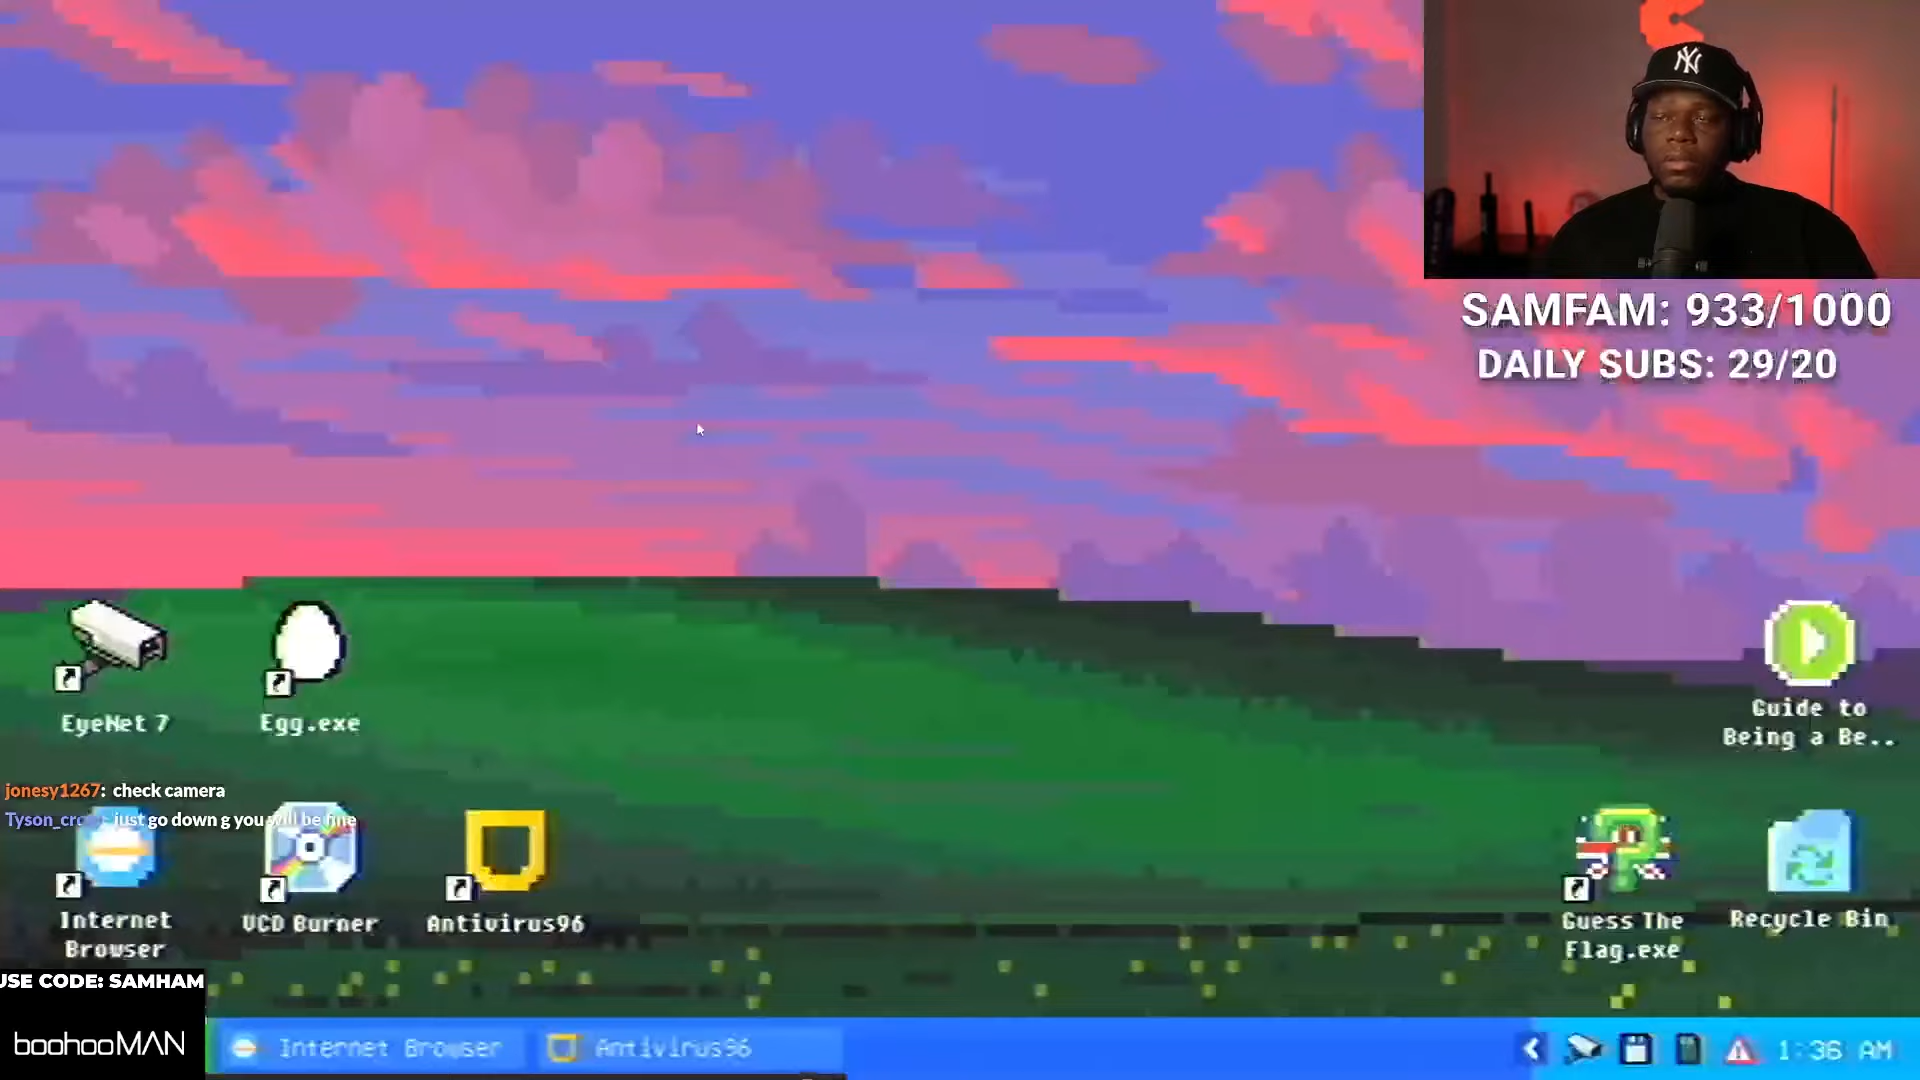 NY
SAMFAM: 933/1000
DAILY SUBS: 29/20
EyeNet 7
Egg.exe
Guide to
Being a Be..
jonesy1267: check camera
just go down g you will be fine
Internet
Browser
VCD Burner
Antivirus96
Guess The
Flag.exe
Recycle Bin
USE CODE: SAMHAM
boohooMAN
Internet Browser
Antivirus96
1:36 AM